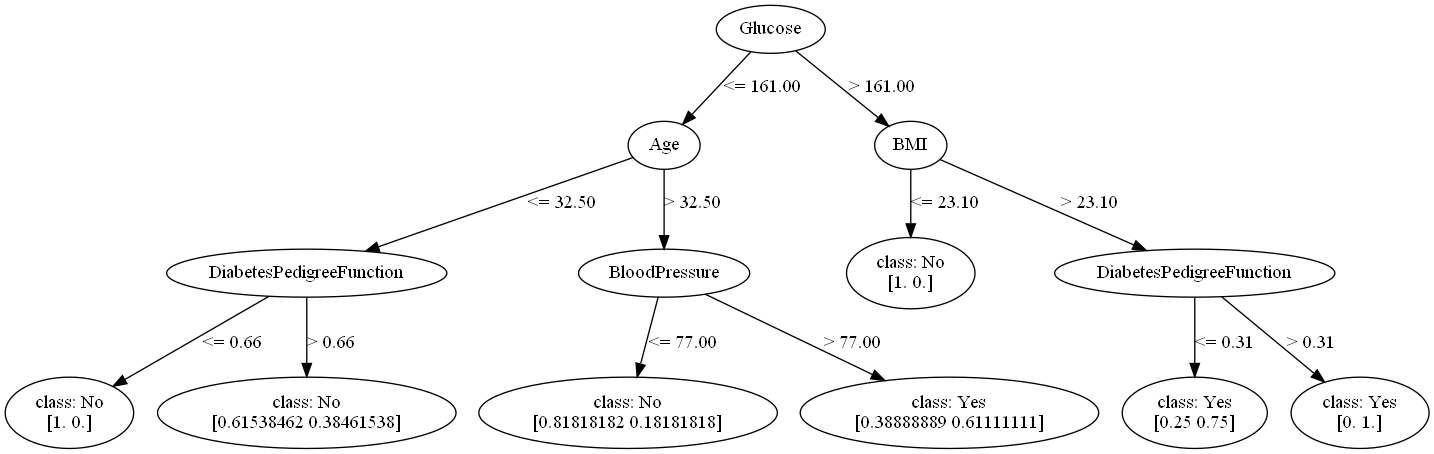 Glucose
<= 161.00
> 161.00
Age
BMI
<= 32.50
> 32.50
<= 23.10
> 23.10
DiabetesPedigreeFunction
BloodPressure
class: No
[1. 0.]
DiabetesPedigreeFunction
<= 0.66
> 0.66
<= 77.00
> 77.00
<= 0.31
> 0.31
class: No
[1. 0.]
class: No
[0.61538462 0.38461538]
class: No
[0.81818182 0.18181818]
class: Yes
[0.38888889 0.61111111]
class: Yes
[0.25 0.75]
class: Yes
[0. 1.]